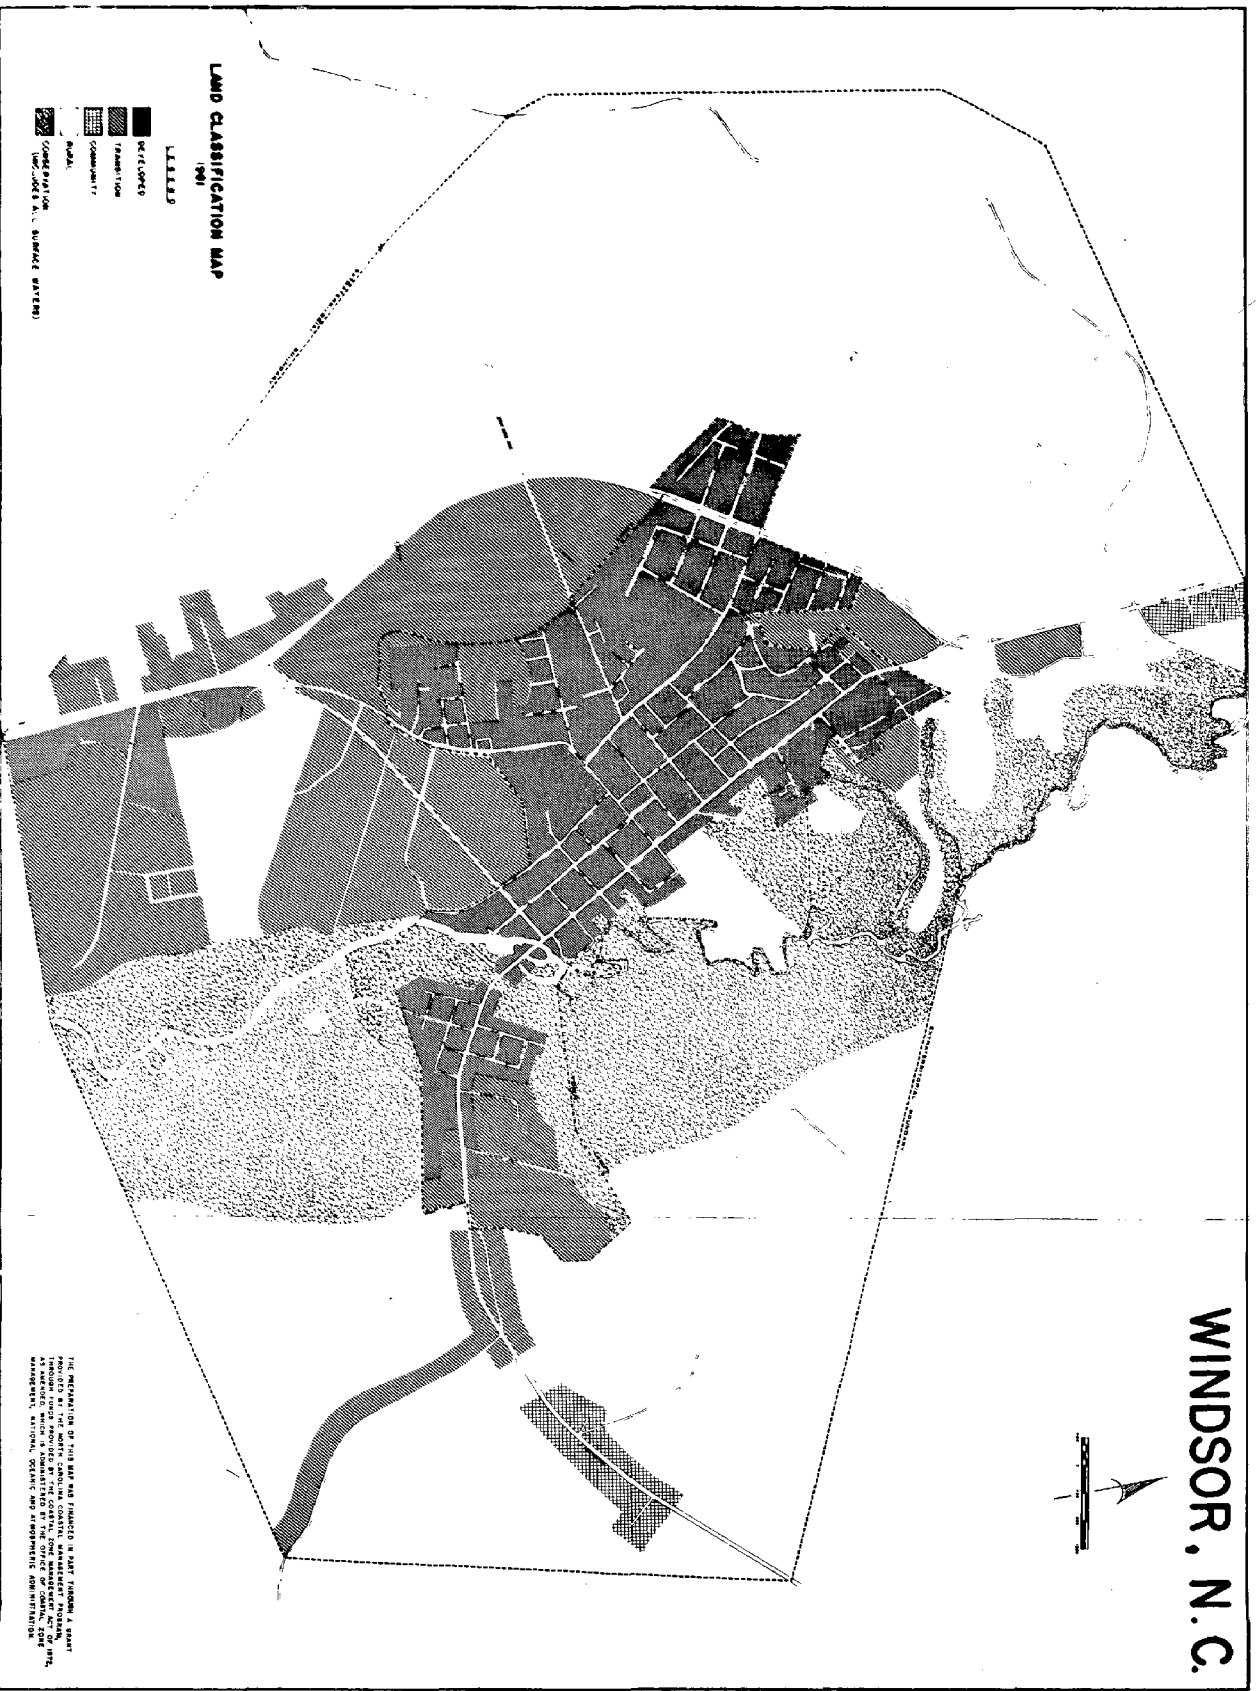 WINDSOR, N.C.
LAND CLASSIFICATION MAP
1981
LEGEND
DEVELOPED
TRANSITION
COMMUNITY
RURAL
CONSERVATION
(INCLUDES ALL SURFACE WATERS)
THE PREPARATION OF THIS MAP WAS FINANCED IN PART THROUGH A GRANT
PROVIDED BY THE NORTH CAROLINA COASTAL MANAGEMENT PROGRAM,
THROUGH FUNDS PROVIDED BY THE COASTAL ZONE MANAGEMENT ACT OF 1972,
AS AMENDED, WHICH IS ADMINISTERED BY THE OFFICE OF COASTAL ZONE
MANAGEMENT, NATIONAL OCEANIC AND ATMOSPHERIC ADMINISTRATION.